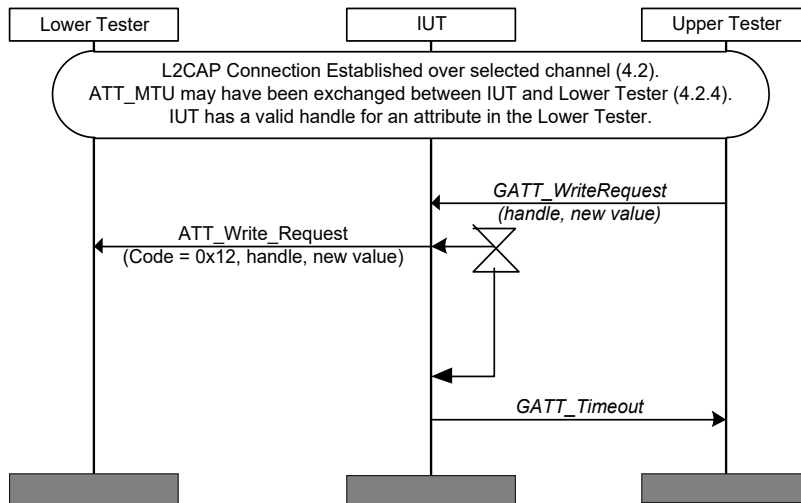 Lower Tester
IUT
Upper Tester
L2CAP Connection Established over selected channel (4.2).
ATT_MTU may have been exchanged between IUT and Lower Tester (4.2.4).
IUT has a valid handle for an attribute in the Lower Tester.
GATT_WriteRequest
(handle, new value)
ATT_Write_Request
(Code = 0x12, handle, new value)
GATT_Timeout